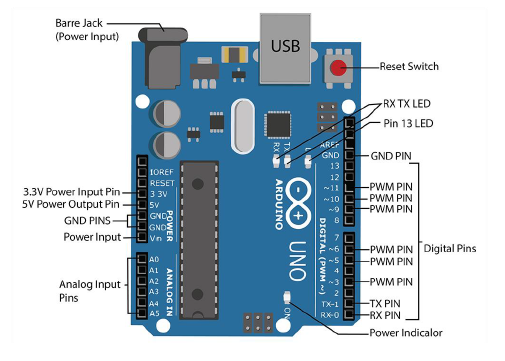 Barre Jack
(Power Input)
USB
Reset Switch
RX TX LED
Pin 13 LED
RX
TX
L
AREF
GND
GND PIN
13
12
~11
PWM PIN
~10
PWM PIN
~9
PWM PIN
IOREF
RESET
3.3V Power Input Pin
3 3V
5V Power Output Pin
5V
GND PINS
GND
GND
Power Input
Vin
POWER
ARDUINO
UNO
DIGITAL (PWM ~)
Digital Pins
7
~6
PWM PIN
~5
PWM PIN
4
~3
PWM PIN
2
TX-1
TX PIN
RX-0
RX PIN
Analog Input
Pins
A0
A1
A2
A3
A4
A5
ANALOG IN
ON
Power Indicalor